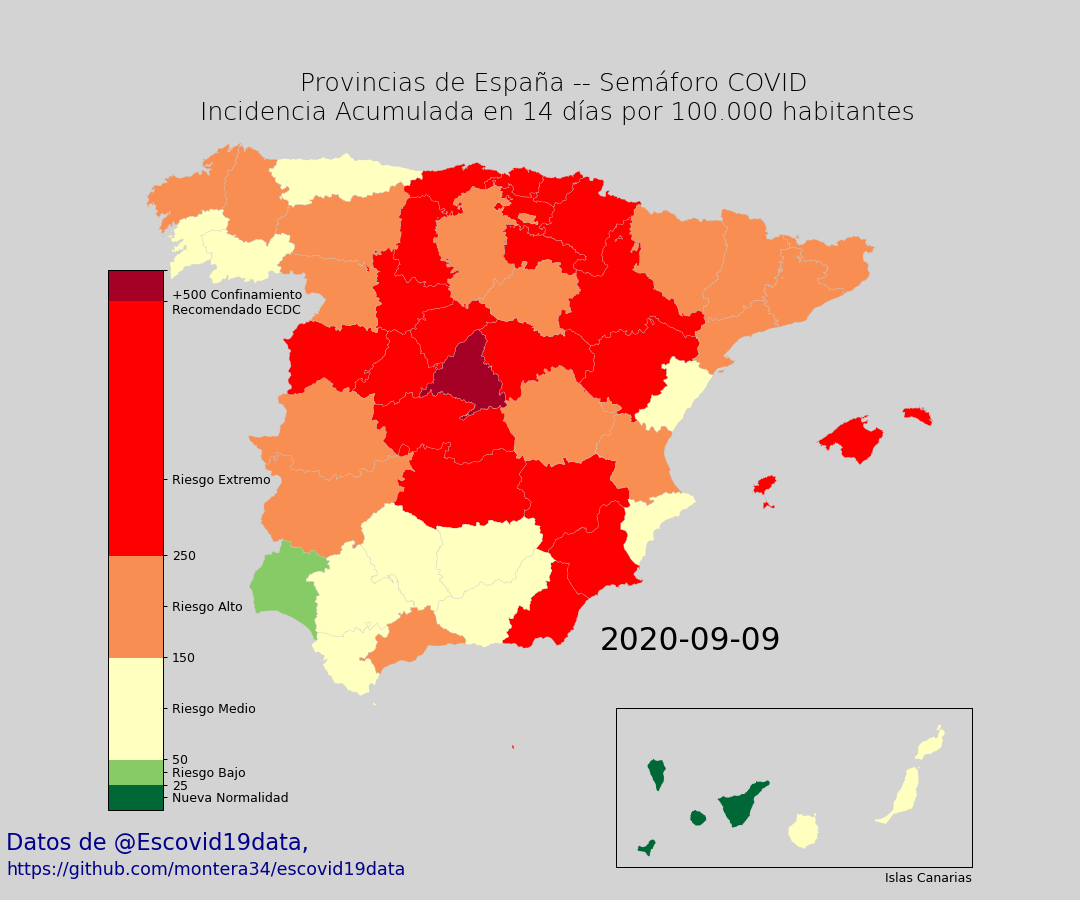 Provincias de España -- Semáforo COVID
Incidencia Acumulada en 14 días por 100.000 habitantes
+500 Confinamiento
Recomendado ECDC
Riesgo Extremo
250
Riesgo Alto
150
Riesgo Medio
50
Riesgo Bajo
25
Nueva Normalidad
2020-09-09
Islas Canarias
Datos de @Escovid19data,
https://github.com/montera34/escovid19data